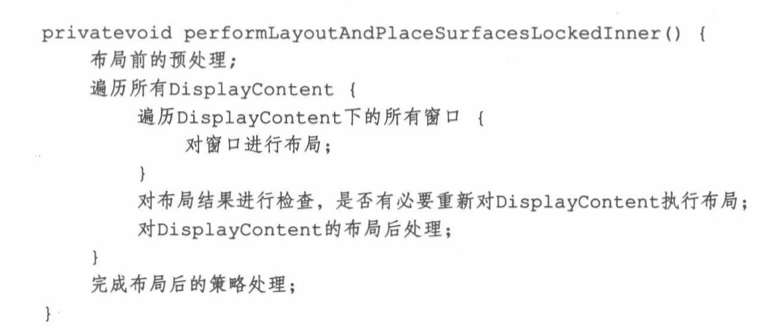 privatevoid performLayoutAndPlaceSurfacesLockedInner() {
布局前的预处理;
遍历所有DisplayContent {
遍历DisplayContent下的所有窗口 {
对窗口进行布局;
}
对布局结果进行检查，是否有必要重新对DisplayContent执行布局;
对DisplayContent的布局后处理;
}
完成布局后的策略处理;
}